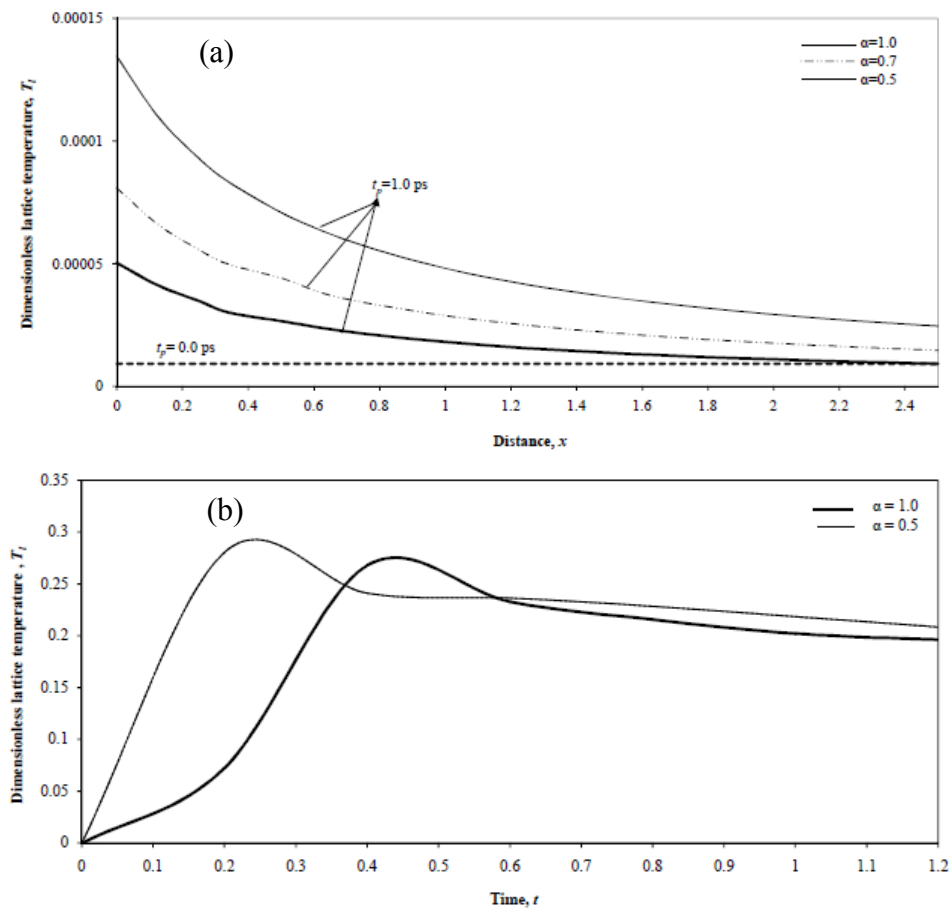 (a)
α=1.0
α=0.7
α=0.5
Dimensionless lattice temperature, T_l
0.00015
0.0001
0.00005
0
t_p=1.0 ps
t_p= 0.0 ps
0 0.2 0.4 0.6 0.8 1 1.2 1.4 1.6 1.8 2 2.2 2.4
Distance, x
(b)
α = 1.0
α = 0.5
Dimensionless lattice temperature , T_l
0.35
0.3
0.25
0.2
0.15
0.1
0.05
0
0 0.1 0.2 0.3 0.4 0.5 0.6 0.7 0.8 0.9 1 1.1 1.2
Time, t